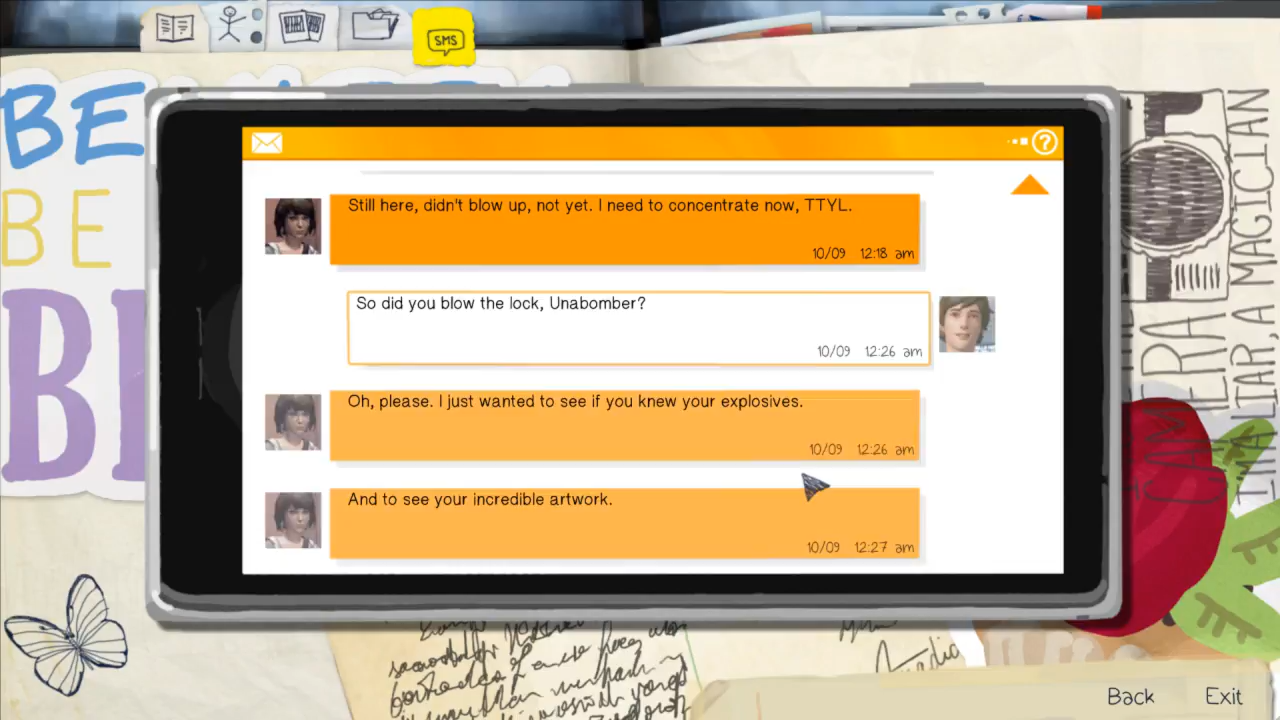 SMS
BE
BE
Still here, didn't blow up, not yet. I need to concentrate now, TTYL.
10/09 12:18 am
So did you blow the lock, Unabomber?
10/09 12:26 am
Oh, please. I just wanted to see if you knew your explosives.
10/09 12:26 am
And to see your incredible artwork.
10/09 12:27 am
CAMERA
TAR, A MAGICIAN
Back
Exit